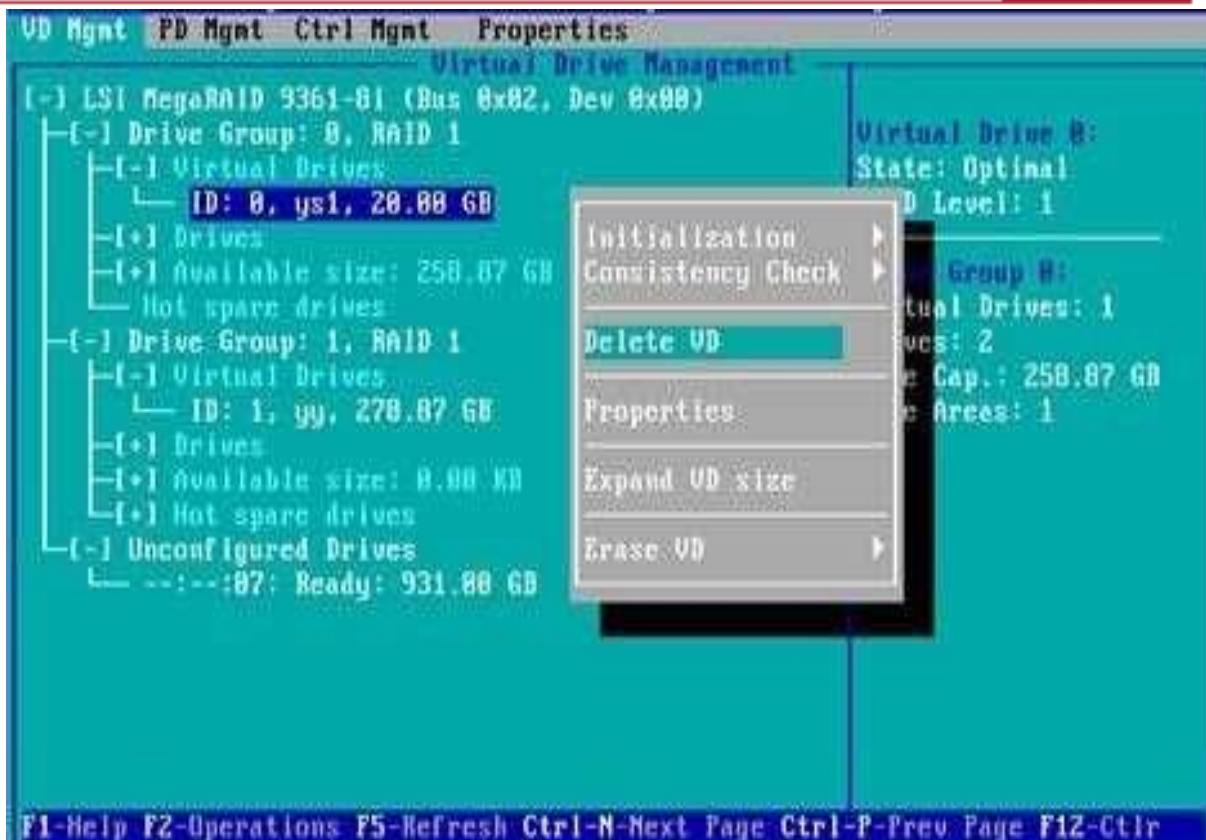 VD Mgmt PD Mgmt Ctrl Mgmt Properties
Virtual Drive Management
[-] LSI MegaRAID 9361-8i (Bus 0x02, Dev 0x00)
[-] Drive Group: 0, RAID 1
[-] Virtual Drives
ID: 0, ys1, 20.00 GB
[+] Drives
[+] Available size: 258.87 GB
Hot spare drives
[-] Drive Group: 1, RAID 1
[-] Virtual Drives
ID: 1, yy, 278.87 GB
[+] Drives
[+] Available size: 0.00 KB
[+] Hot spare drives
[-] Unconfigured Drives
--:--:07: Ready: 931.00 GB
Initialization
Consistency Check
Delete VD
Properties
Expand VD size
Erase VD
Virtual Drive 0:
State: Optimal
D Level: 1
Group 0:
tual Drives: 1
ves: 2
e Cap.: 258.87 GB
e Areas: 1
F1-Help F2-Operations F5-Refresh Ctrl-N-Next Page Ctrl-P-Prev Page F12-Ctlr